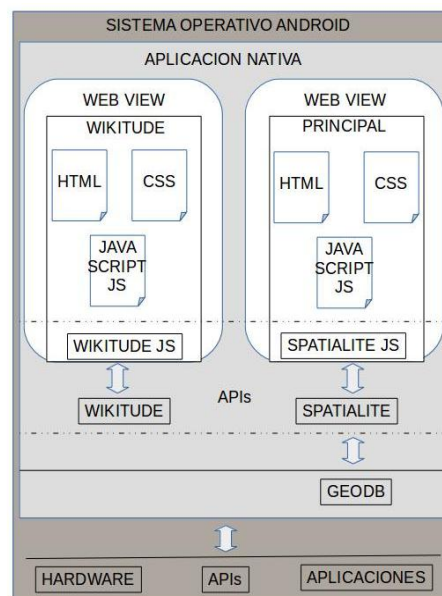 SISTEMA OPERATIVO ANDROID
APLICACION NATIVA
WEB VIEW
WIKITUDE
HTML
CSS
JAVA
SCRIPT
JS
WIKITUDE JS
WEB VIEW
PRINCIPAL
HTML
CSS
JAVA
SCRIPT
JS
SPATIALITE JS
WIKITUDE
APIs
SPATIALITE
GEODB
HARDWARE
APIs
APLICACIONES